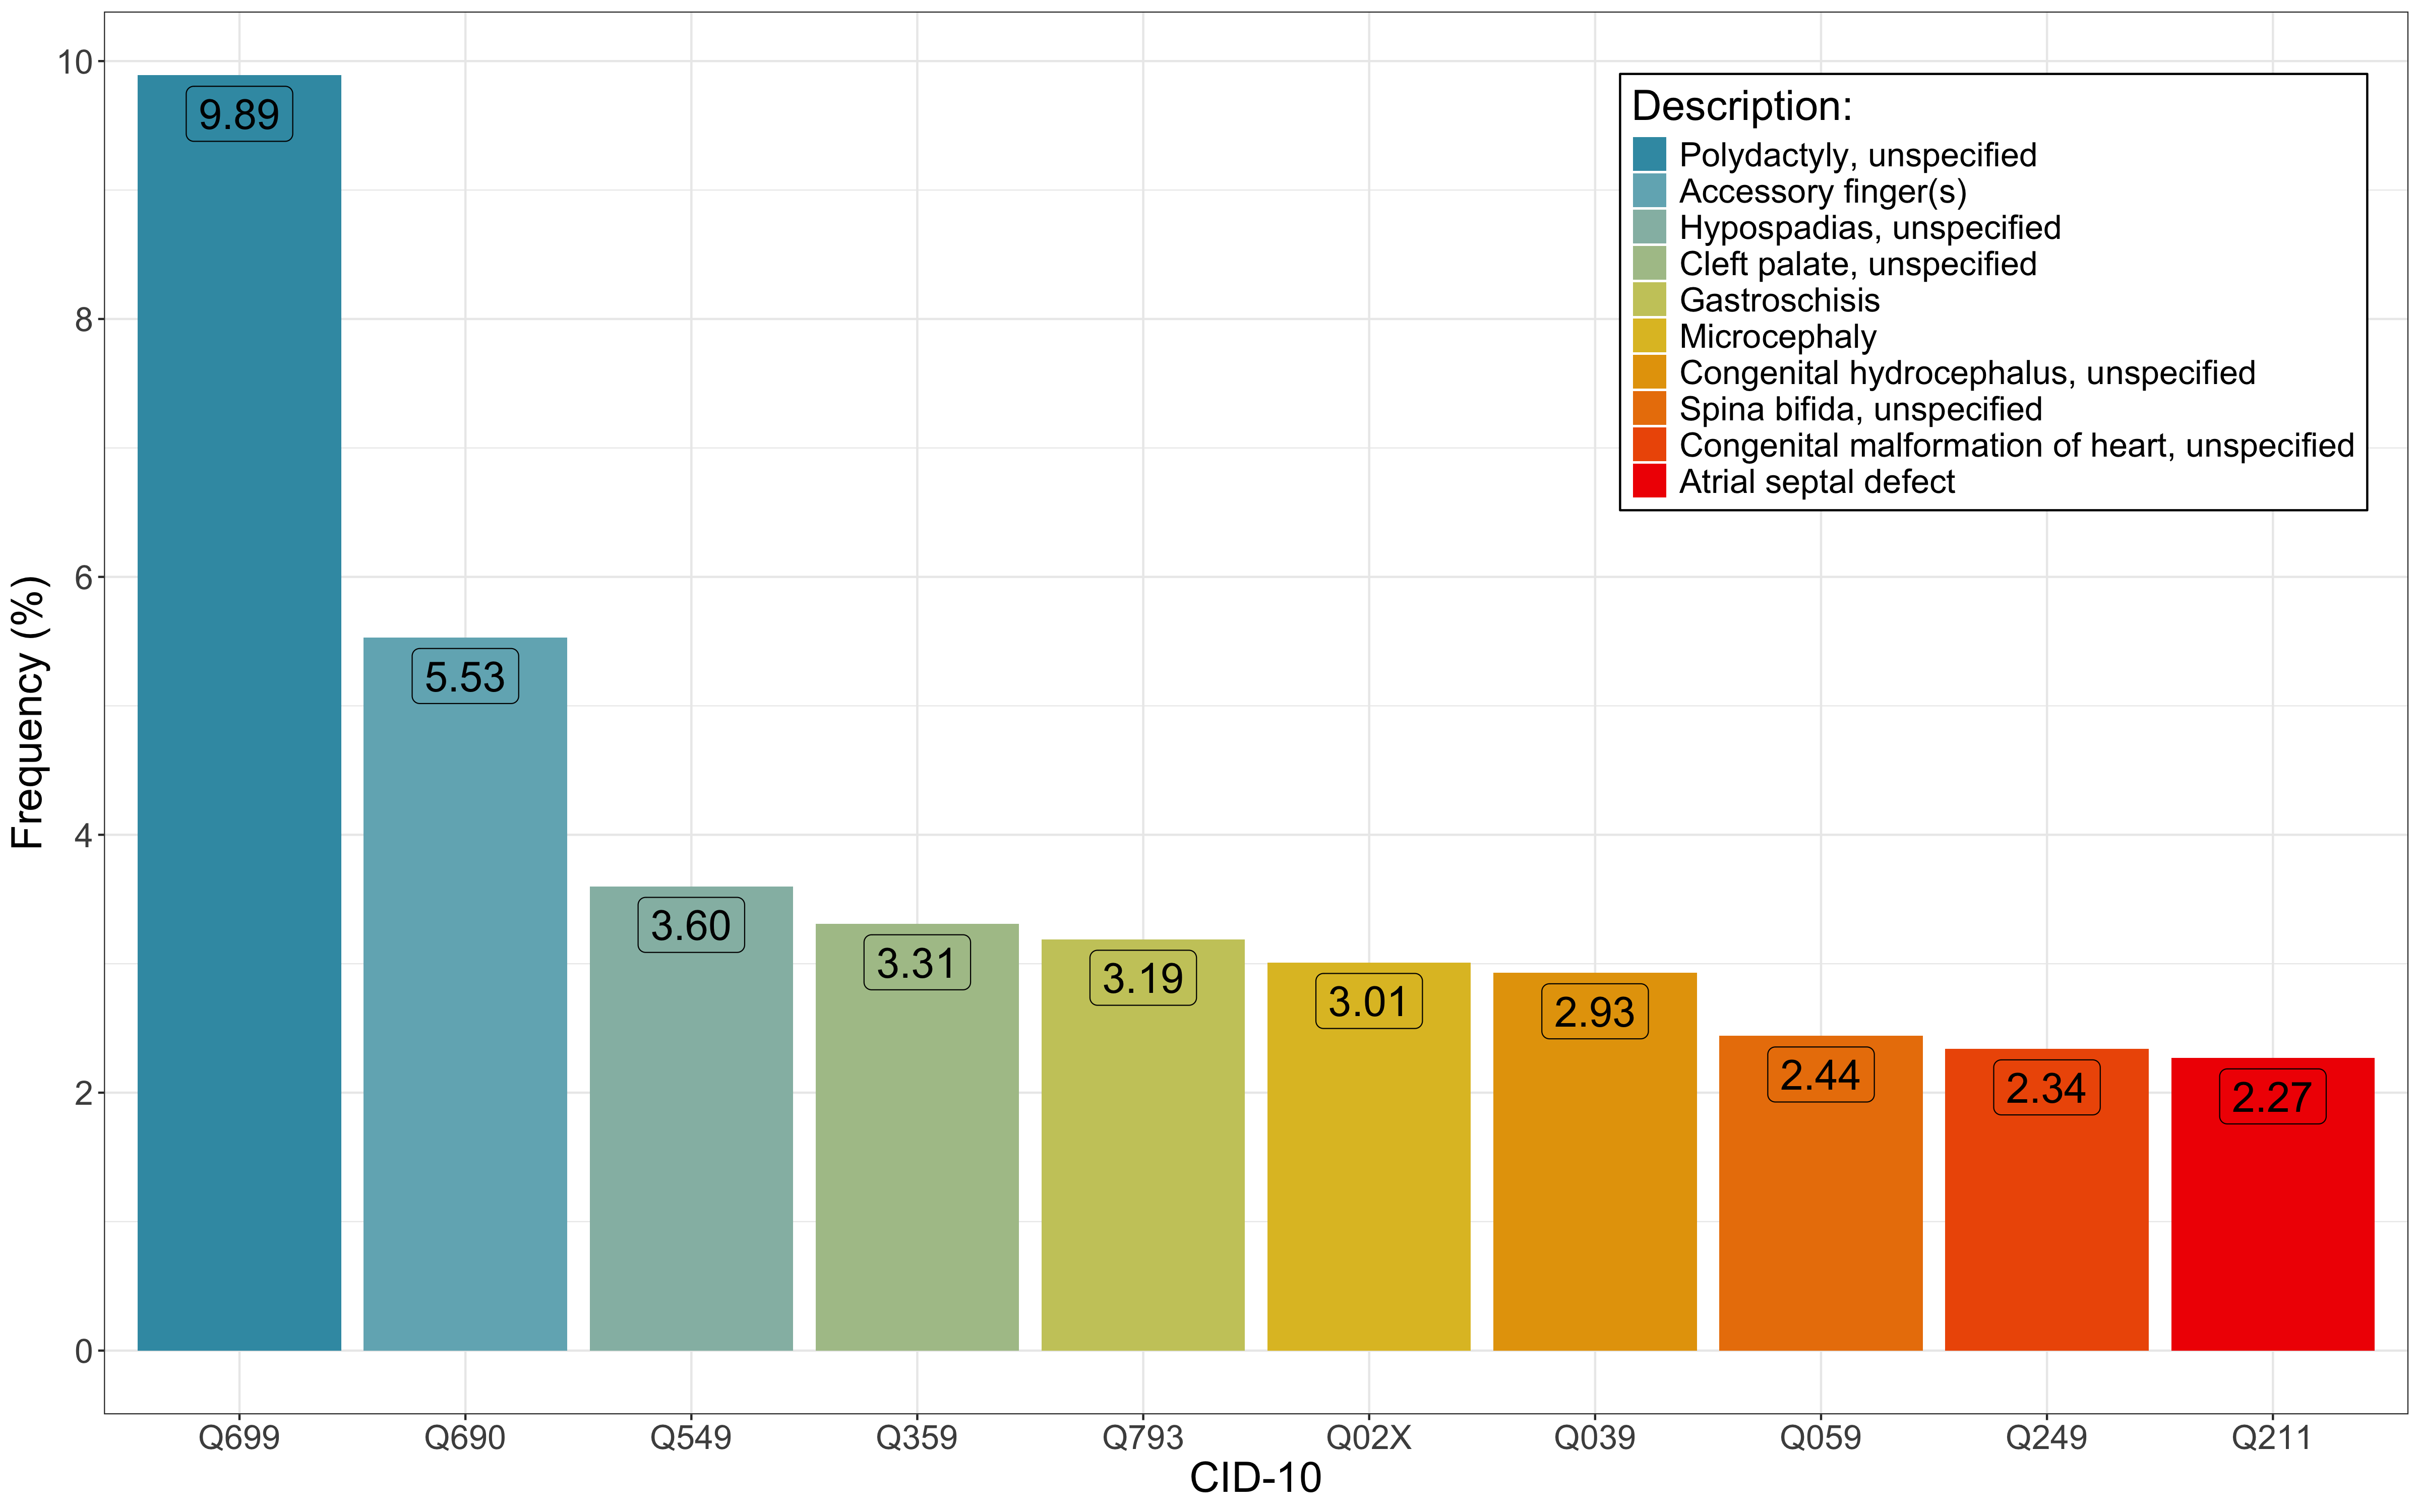 Frequency (%)
10
8
6
4
2
0
9.89
5.53
3.60
3.31
3.19
3.01
2.93
2.44
2.34
2.27
Description:
Polydactyly, unspecified
Accessory finger(s)
Hypospadias, unspecified
Cleft palate, unspecified
Gastroschisis
Microcephaly
Congenital hydrocephalus, unspecified
Spina bifida, unspecified
Congenital malformation of heart, unspecified
Atrial septal defect
Q699 Q690 Q549 Q359 Q793 Q02X Q039 Q059 Q249 Q211
CID-10